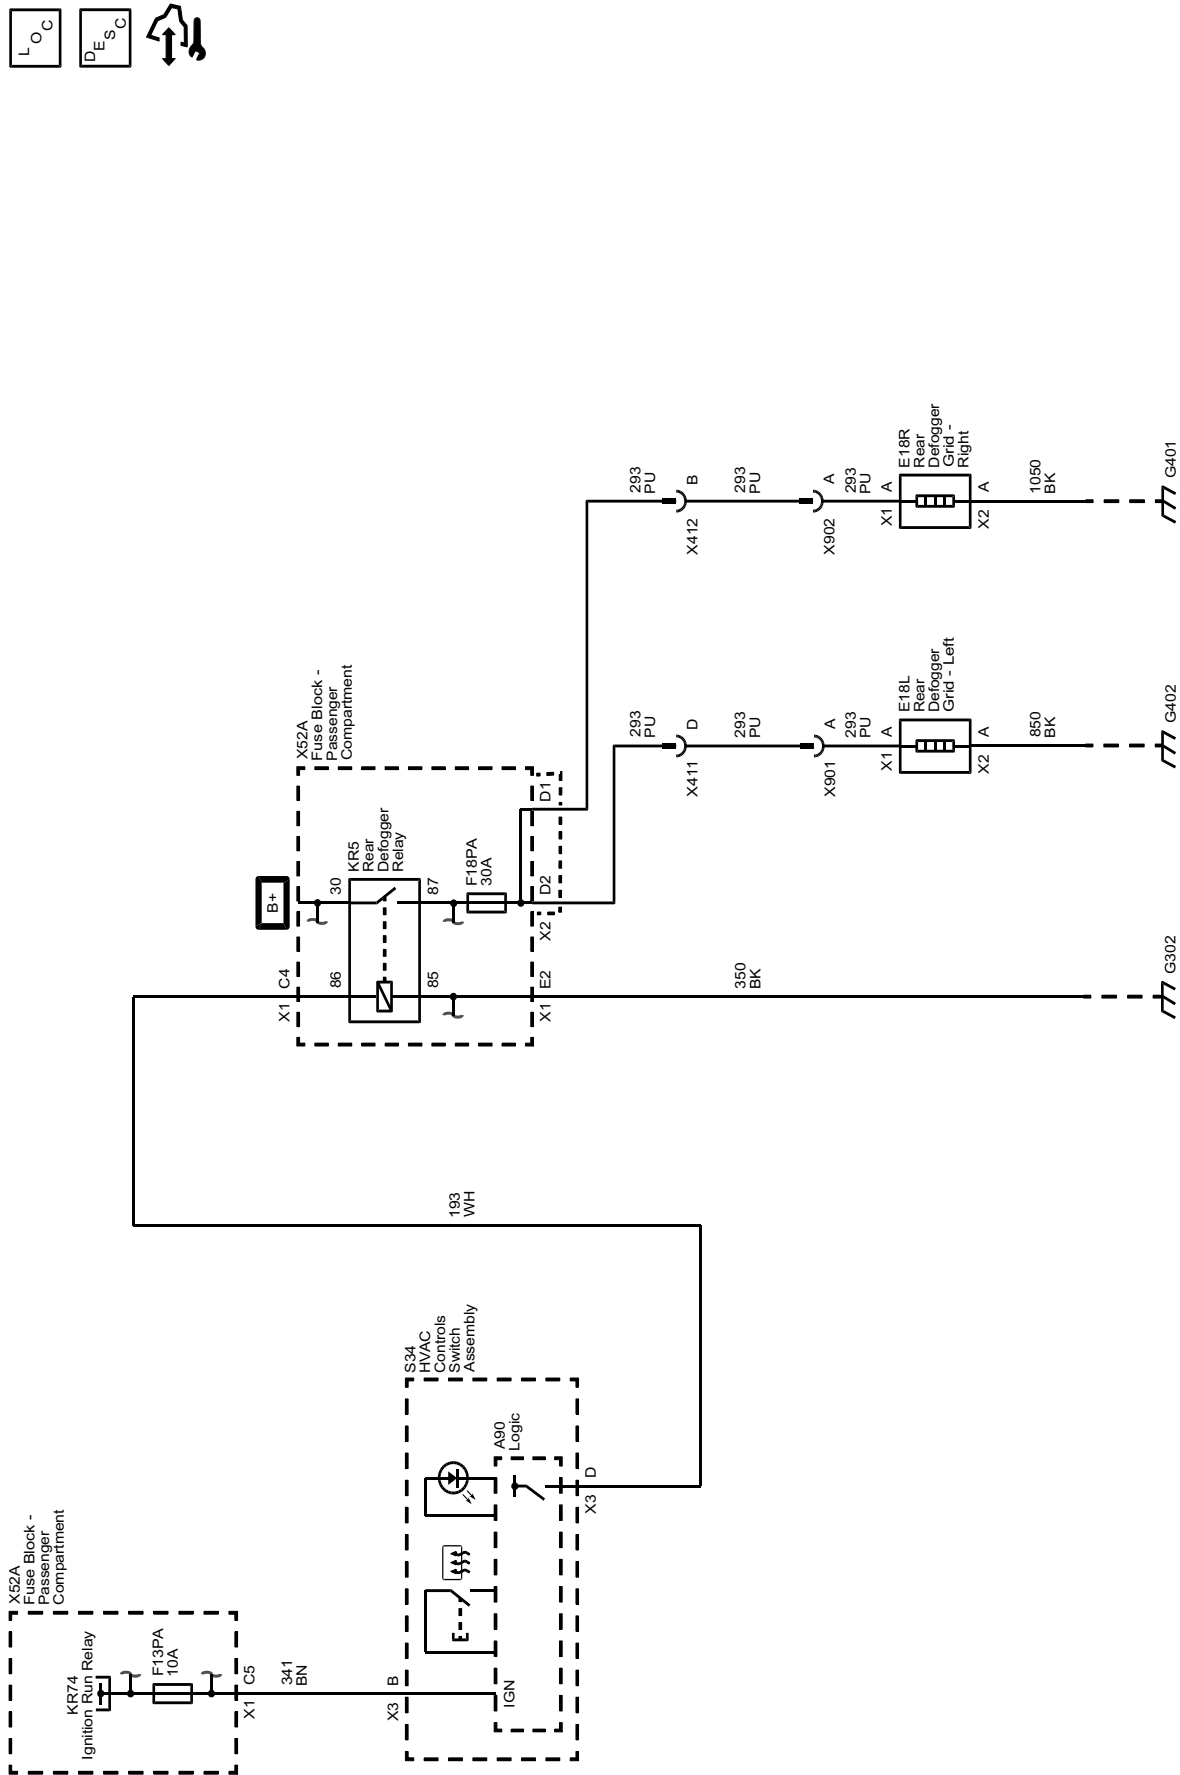 LOC
DESC
X52A
Fuse Block -
Passenger
Compartment
KR74
Ignition Run Relay
F13PA
10A
X1
C5
341
BN
X3
B
S34
HVAC
Controls
Switch
Assembly
IGN
A90
Logic
X3
D
193
WH
X1
C4
B+
X52A
Fuse Block -
Passenger
Compartment
86
30
KR5
Rear
Defogger
Relay
85
87
F18PA
30A
X1
E2
X2
D2
D1
350
BK
G302
293
PU
X411
D
293
PU
X901
A
293
PU
X1
A
E18L
Rear
Defogger
Grid - Left
X2
A
850
BK
G402
293
PU
X412
B
293
PU
X902
A
293
PU
X1
A
E18R
Rear
Defogger
Grid -
Right
X2
A
1050
BK
G401